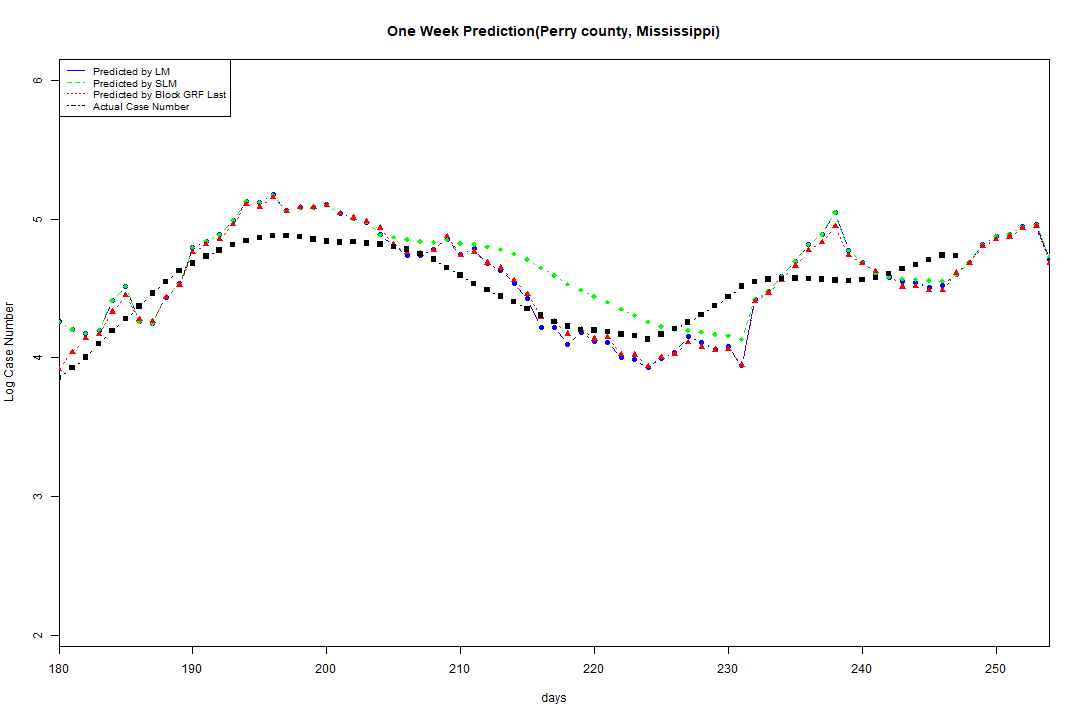 One Week Prediction(Perry county, Mississippi)
Predicted by LM
Predicted by SLM
Predicted by Block GRF Last
Actual Case Number
6
5
4
3
2
Log Case Number
180 190 200 210 220 230 240 250
days